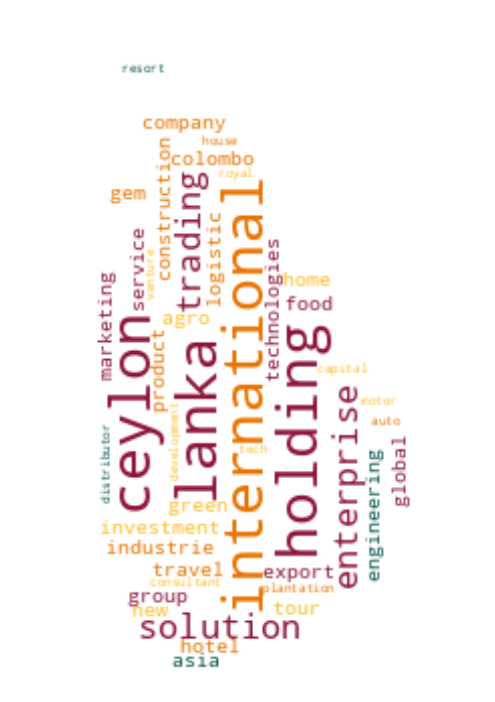 resort
company
house
construction
colombo
royal
trading
gem
international
logistic
service
technologies
venture
marketing
home
food
agro
ceylon
holding
product
lanka
capital
enterprise
motor
development
auto
distributor
global
tech
engineering
green
investment
industrie
travel
export
consultant
plantation
group
new
tour
solution
hotel
asia